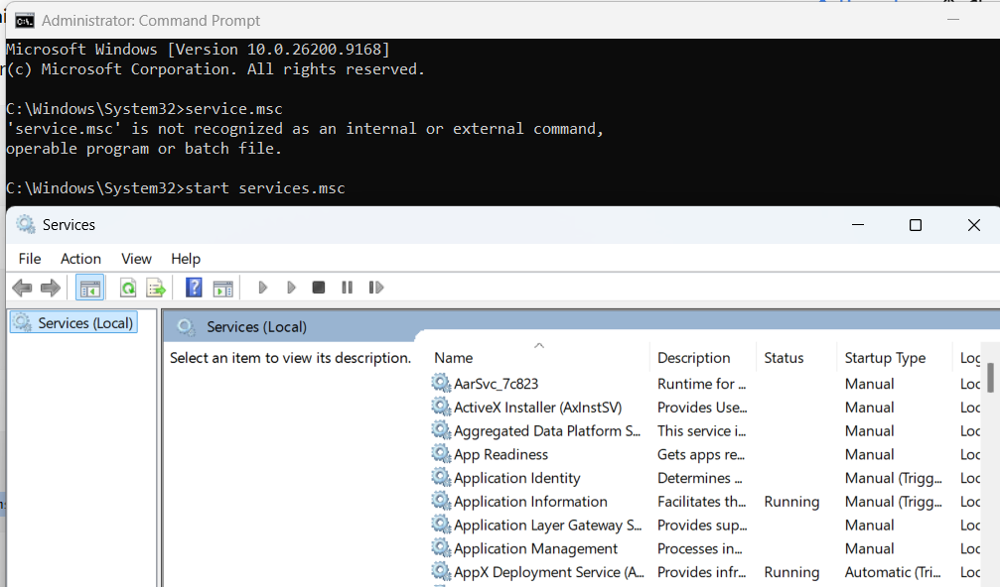 Administrator: Command Prompt
Microsoft Windows [Version 10.0.26200.9168]
(c) Microsoft Corporation. All rights reserved.
C:\Windows\System32>service.msc
'service.msc' is not recognized as an internal or external command,
operable program or batch file.
C:\Windows\System32>start services.msc
Services
File Action View Help
Services (Local)
Services (Local)
Select an item to view its description.
Name Description Status Startup Type Log
AarSvc_7c823 Runtime for ... Manual Loc
ActiveX Installer (AxInstSV) Provides Use... Manual Loc
Aggregated Data Platform S... This service i... Manual Loc
App Readiness Gets apps re... Manual Loc
Application Identity Determines ... Manual (Trigg... Loc
Application Information Facilitates th... Running Manual (Trigg... Loc
Application Layer Gateway S... Provides sup... Manual Loc
Application Management Processes in... Manual Loc
AppX Deployment Service (A... Provides infr... Running Automatic (Tri... Loc